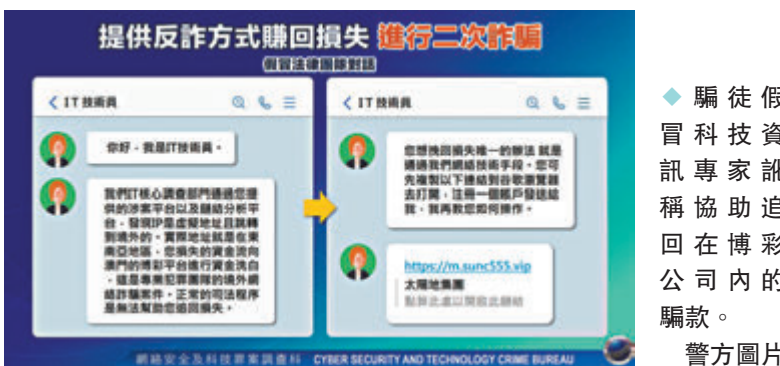 提供反詐方式賺回損失 進行二次詐騙
假冒法律團隊對話
IT技術員
你好,我是IT技術員。
我們IT核心調查部門通過您提
供的涉案平台以及鏈結分析平
台,發現IP是虛擬地址且跳轉
到境外的。實際地址就是在東
南亞地區,您損失的資金流向
澳門的博彩平台進行資金洗白
,這是專業犯罪團隊的境外網
絡詐騙案件,正常的司法程序
是無法幫助您追回損失。
IT技術員
您想挽回損失唯一的辦法 就是
通過我們網絡技術手段。您可
先複製以下連結到谷歌瀏覽器
去打開,注冊一個帳戶發送給
我,我再教您如何操作。
https://m.sunc555.vip
太陽地集團
點擊此處以開啟此鏈結
網絡安全及科技罪案調查科 CYBER SECURITY AND TECHNOLOGY CRIME BUREAU
◆ 騙徒假
冒科技資
訊專家訛
稱協助追
回在博彩
公司內的
騙款。
警方圖片